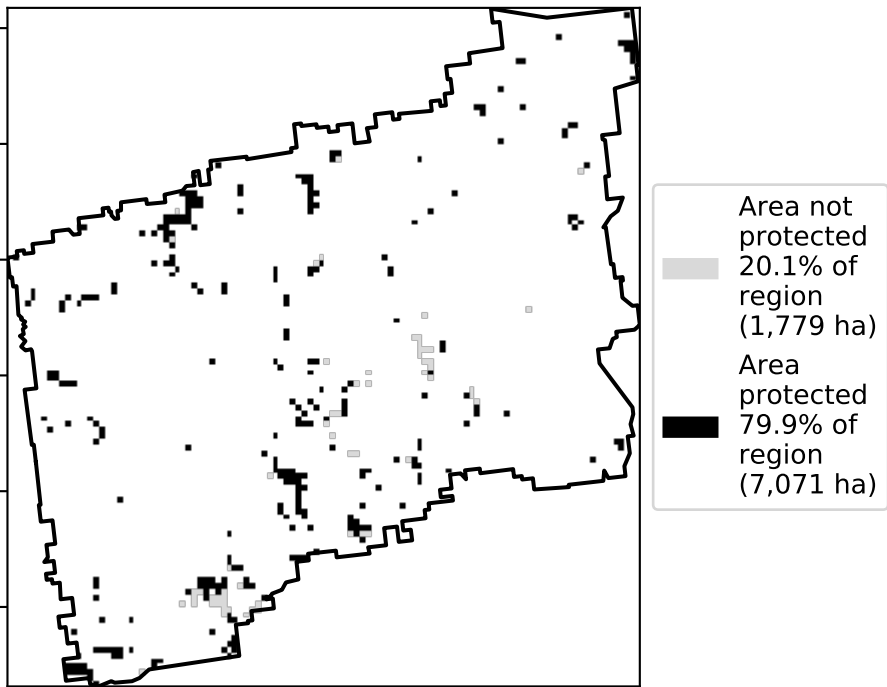 Area not
protected
20.1% of
region
(1,779 ha)
Area
protected
79.9% of
region
(7,071 ha)